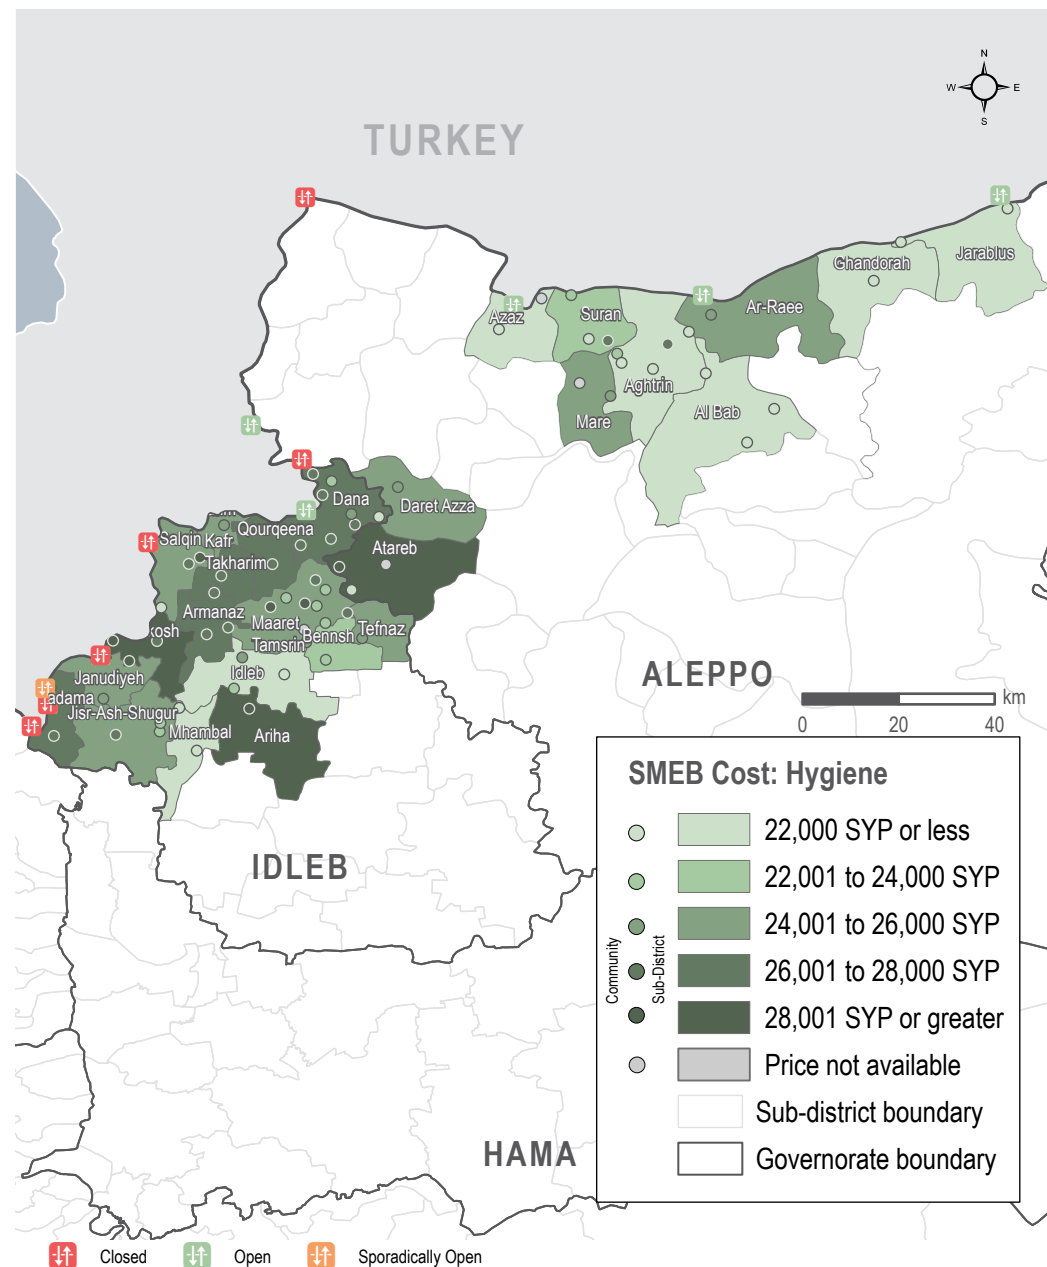 N
W E
S
TURKEY
Jarablus
Ghandorah
Ar-Raee
Azaz
Suran
Aghtrin
Al Bab
Mare
Dana
Daret Azza
Qourqeena
Salqin
Kafr
Takharim
Atareb
Armanaz
Maaret
Tamsrin
Bennsh
Tefnaz
kosh
Janudiyeh
Idleb
adama
Jisr-Ash-Shugur
Mhambal
Ariha
ALEPPO
km
0 20 40
IDLEB
HAMA
SMEB Cost: Hygiene
22,000 SYP or less
22,001 to 24,000 SYP
24,001 to 26,000 SYP
26,001 to 28,000 SYP
28,001 SYP or greater
Community
Sub-District
Price not available
Sub-district boundary
Governorate boundary
Closed
Open
Sporadically Open